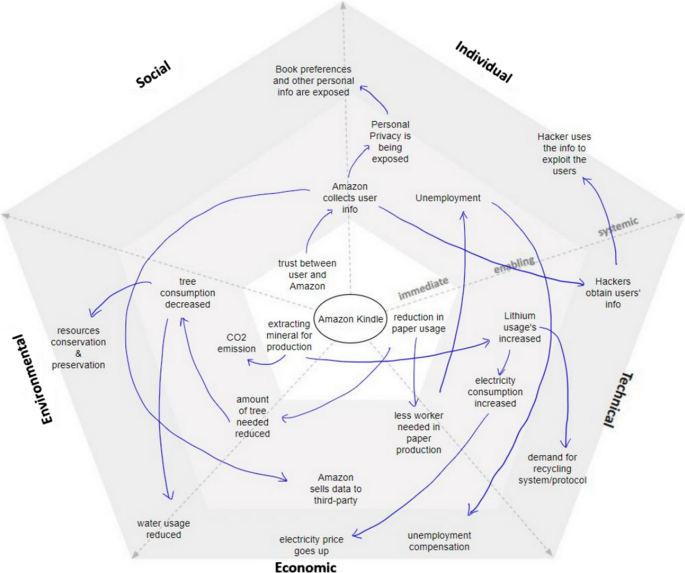 Social
Individual
Book preferences
and other personal
info are exposed
Personal
Privacy is
being
exposed
Hacker uses
the info to
exploit the
users
Amazon
collects user
info
Unemployment
systemic
enabling
immediate
trust between
user and
Amazon
tree
consumption
decreased
Hackers
obtain users'
info
Amazon Kindle
resources
conservation
&
preservation
CO2
emission
extracting
mineral for
production
reduction in
paper usage
Lithium
usage's
increased
Environmental
Technical
electricity
consumption
increased
amount
of tree
needed
reduced
less worker
needed in
paper
production
demand for
recycling
system/protocol
Amazon
sells data to
third-party
water usage
reduced
electricity price
goes up
unemployment
compensation
Economic